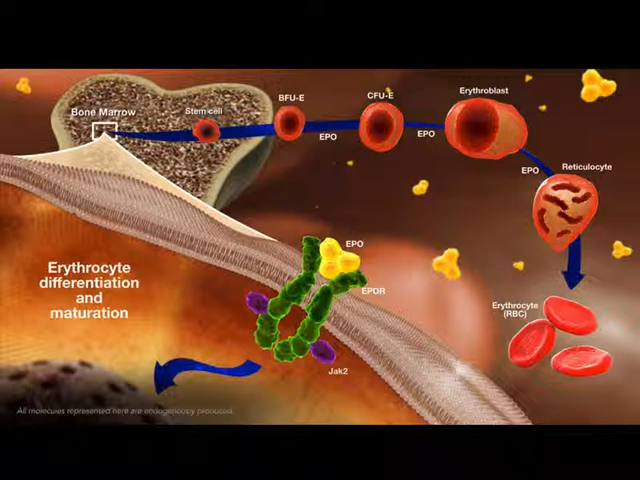 Bone Marrow
Stem cell
BFU-E
EPO
CFU-E
EPO
Erythroblast
EPO
Reticulocyte
Erythrocyte
(RBC)
EPO
EPOR
Jak2
Erythrocyte
differentiation
and
maturation
All molecules represented here are endogenously produced.